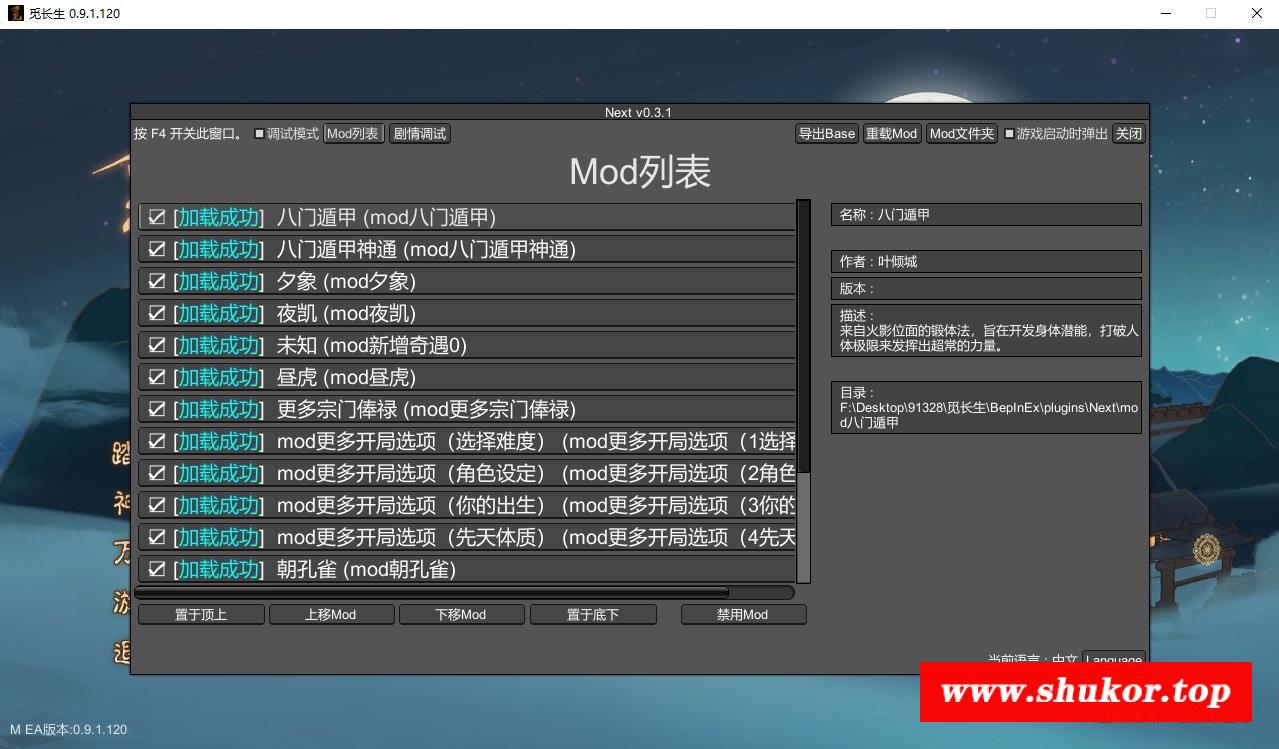 觅长生 0.9.1.120
Next v0.3.1
按 F4 开关此窗口。 调试模式 Mod列表 剧情调试
导出Base 重载Mod Mod文件夹 游戏启动时弹出 关闭
Mod列表
[加载成功] 八门遁甲 (mod八门遁甲)
[加载成功] 八门遁甲神通 (mod八门遁甲神通)
[加载成功] 夕象 (mod夕象)
[加载成功] 夜凯 (mod夜凯)
[加载成功] 未知 (mod新增奇遇0)
[加载成功] 昼虎 (mod昼虎)
[加载成功] 更多宗门俸禄 (mod更多宗门俸禄)
[加载成功] mod更多开局选项（选择难度） (mod更多开局选项（1选择
[加载成功] mod更多开局选项（角色设定） (mod更多开局选项（2角色
[加载成功] mod更多开局选项（你的出生） (mod更多开局选项（3你的
[加载成功] mod更多开局选项（先天体质） (mod更多开局选项（4先天
[加载成功] 朝孔雀 (mod朝孔雀)
置于顶上 上移Mod 下移Mod 置于底下 禁用Mod
名称 : 八门遁甲
作者 : 叶倾城
版本 :
描述 :
来自火影位面的锻体法，旨在开发身体潜能，打破人
体极限来发挥出超常的力量。
目录 :
F:\Desktop\91328\觅长生\BepInEx\plugins\Next\mo
d八门遁甲
当前语言 : 中文 Language
踏
神
万
游
退
www.shukor.top
M EA版本:0.9.1.120